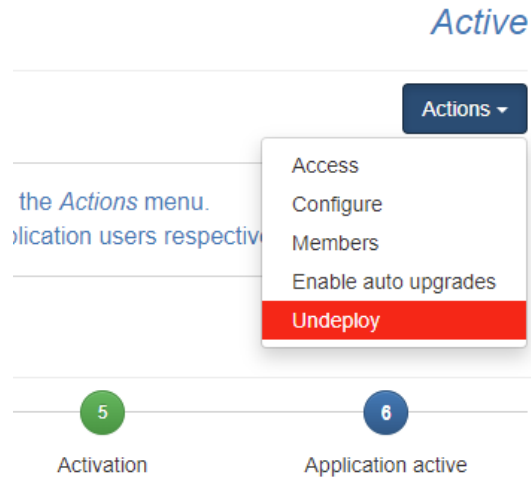 Active
Actions
Access
the Actions menu.
Configure
plication users respectiv
Members
Enable auto upgrades
Undeploy
5
6
Activation
Application active